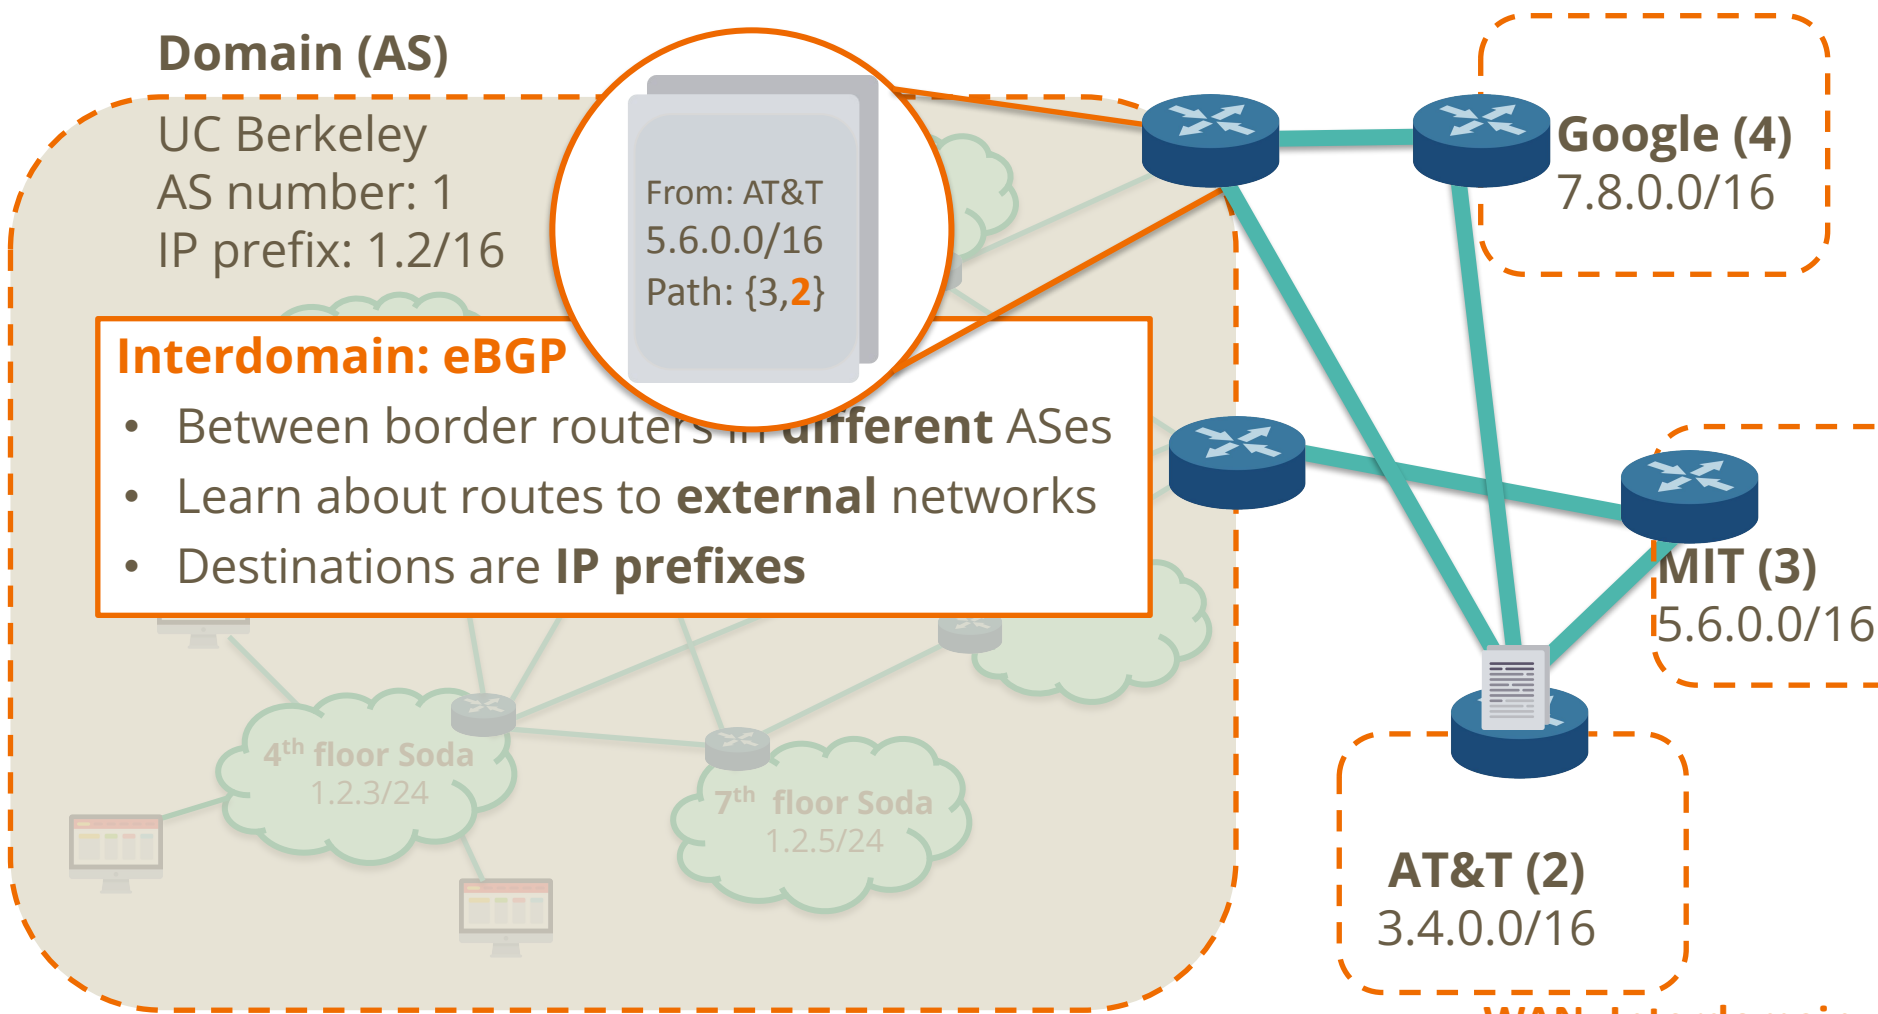 Domain (AS)
UC Berkeley
AS number: 1
IP prefix: 1.2/16
From: AT&T
5.6.0.0/16
Path: {3,2}
Google (4)
7.8.0.0/16
Interdomain: eBGP
• Between border routers in different ASes
• Learn about routes to external networks
• Destinations are IP prefixes
MIT (3)
5.6.0.0/16
4th floor Soda
1.2.3/24
7th floor Soda
1.2.5/24
AT&T (2)
3.4.0.0/16
WAN Interdomain